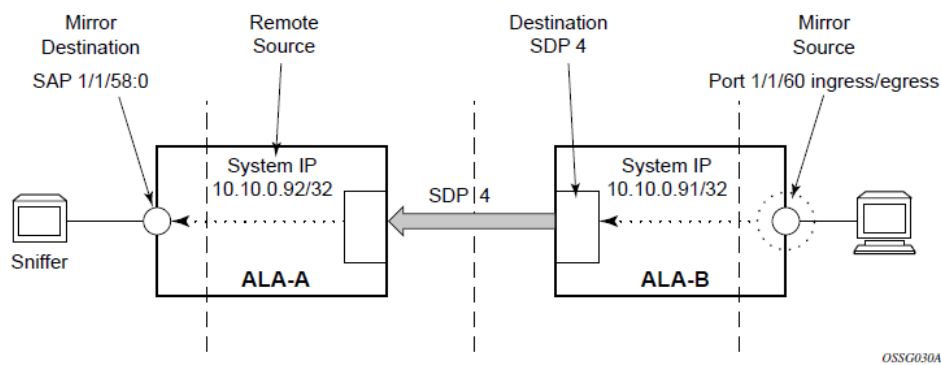 Mirror
Destination
SAP 1/1/58:0
Remote
Source
Destination
SDP 4
Mirror
Source
Port 1/1/60 ingress/egress
System IP
10.10.0.92/32
SDP 4
System IP
10.10.0.91/32
Sniffer
ALA-A
ALA-B
OSSG030A